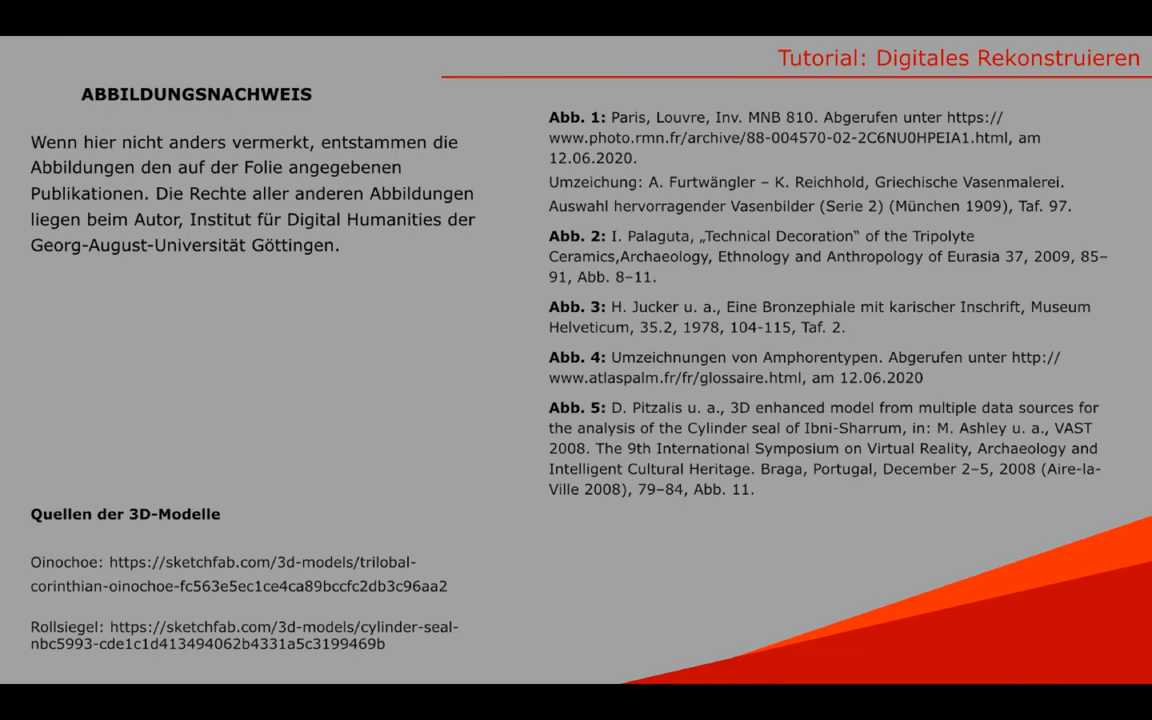 Tutorial: Digitales Rekonstruieren
ABBILDUNGSNACHWEIS
Wenn hier nicht anders vermerkt, entstammen die
Abbildungen den auf der Folie angegebenen
Publikationen. Die Rechte aller anderen Abbildungen
liegen beim Autor, Institut für Digital Humanities der
Georg-August-Universität Göttingen.
Quellen der 3D-Modelle
Oinochoe: https://sketchfab.com/3d-models/trilobal-
corinthian-oinochoe-fc563e5ec1ce4ca89bccfc2db3c96aa2
Rollsiegel: https://sketchfab.com/3d-models/cylinder-seal-
nbc5993-cde1c1d413494062b4331a5c3199469b
Abb. 1: Paris, Louvre, Inv. MNB 810. Abgerufen unter https://
www.photo.rmn.fr/archive/88-004570-02-2C6NU0HPEIA1.html, am
12.06.2020.
Umzeichung: A. Furtwängler – K. Reichhold, Griechische Vasenmalerei.
Auswahl hervorragender Vasenbilder (Serie 2) (München 1909), Taf. 97.
Abb. 2: I. Palaguta, „Technical Decoration“ of the Tripolyte
Ceramics,Archaeology, Ethnology and Anthropology of Eurasia 37, 2009, 85–
91, Abb. 8–11.
Abb. 3: H. Jucker u. a., Eine Bronzephiale mit karischer Inschrift, Museum
Helveticum, 35.2, 1978, 104-115, Taf. 2.
Abb. 4: Umzeichnungen von Amphorentypen. Abgerufen unter http://
www.atlaspalm.fr/fr/glossaire.html, am 12.06.2020
Abb. 5: D. Pitzalis u. a., 3D enhanced model from multiple data sources for
the analysis of the Cylinder seal of Ibni-Sharrum, in: M. Ashley u. a., VAST
2008. The 9th International Symposium on Virtual Reality, Archaeology and
Intelligent Cultural Heritage. Braga, Portugal, December 2–5, 2008 (Aire-la-
Ville 2008), 79–84, Abb. 11.